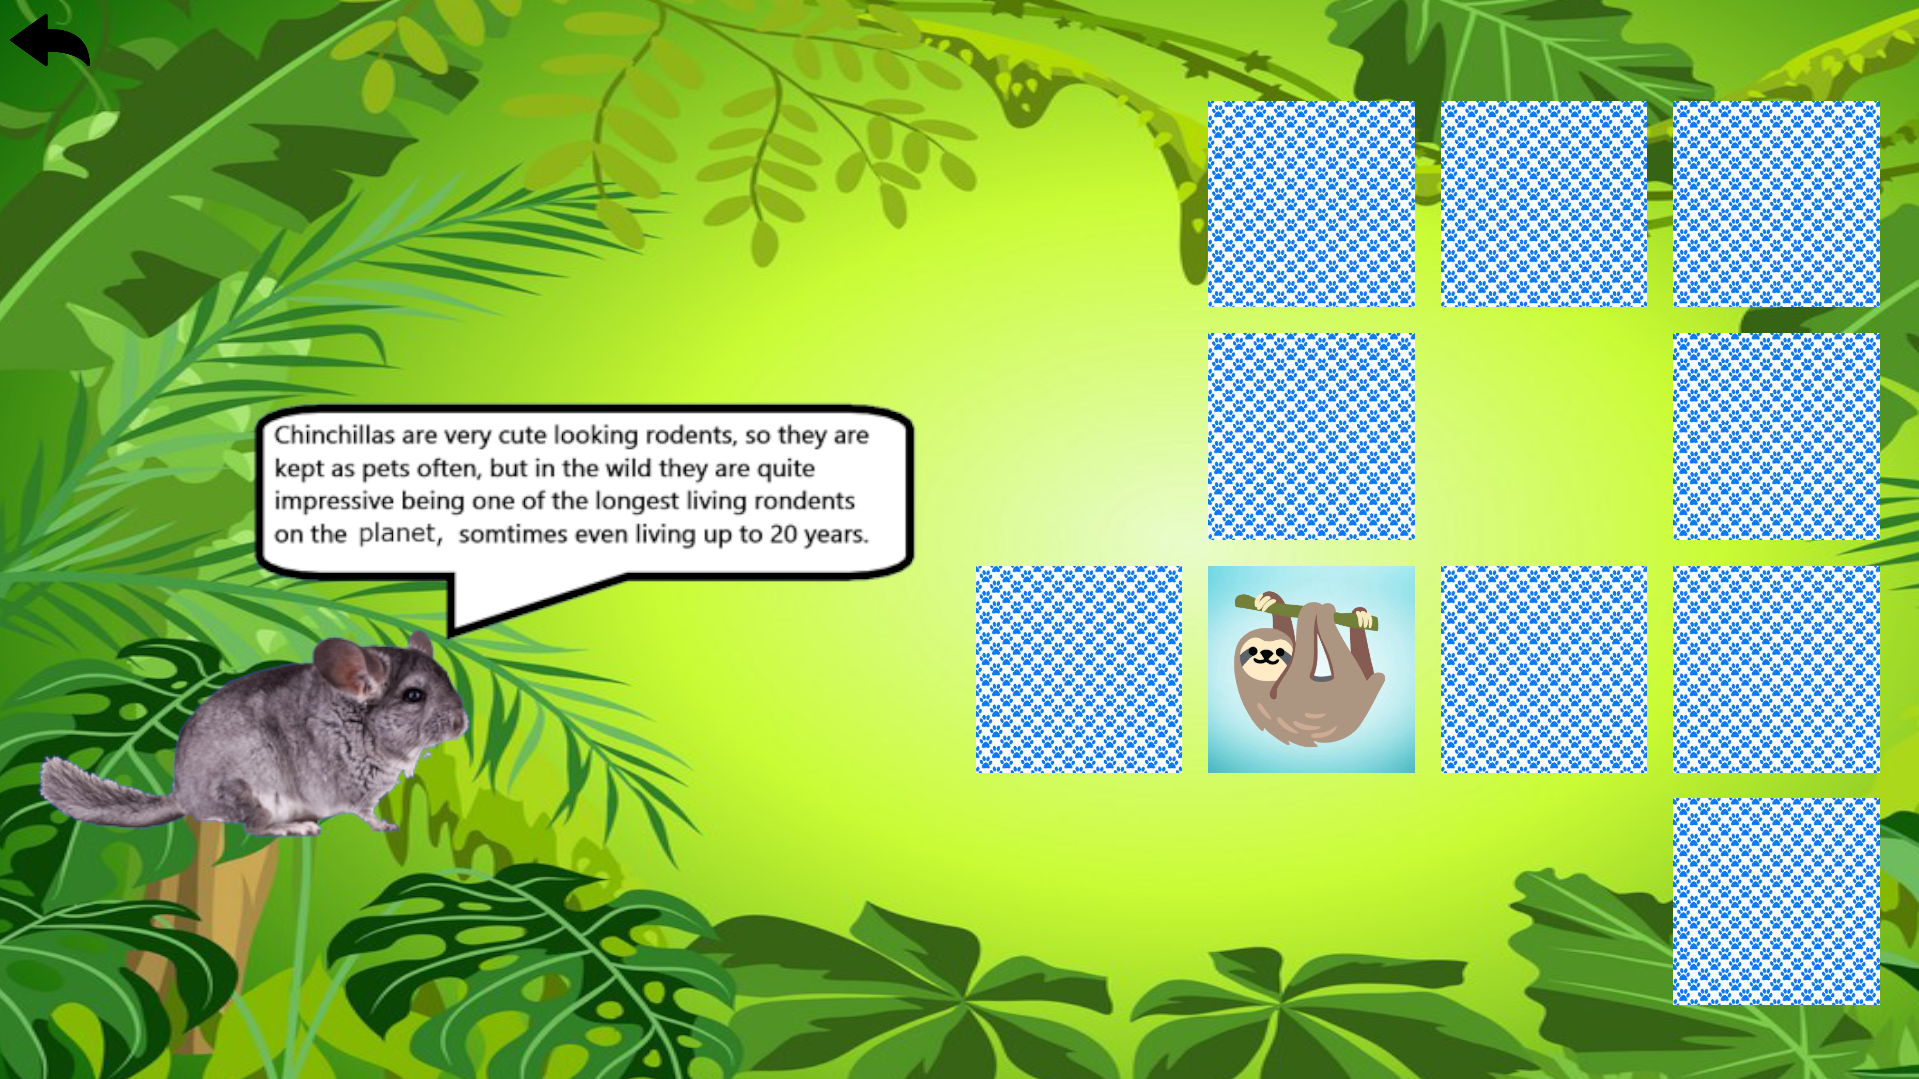 Chinchillas are very cute looking rodents, so they are
kept as pets often, but in the wild they are quite
impressive being one of the longest living rondents
on the planet, somtimes even living up to 20 years.